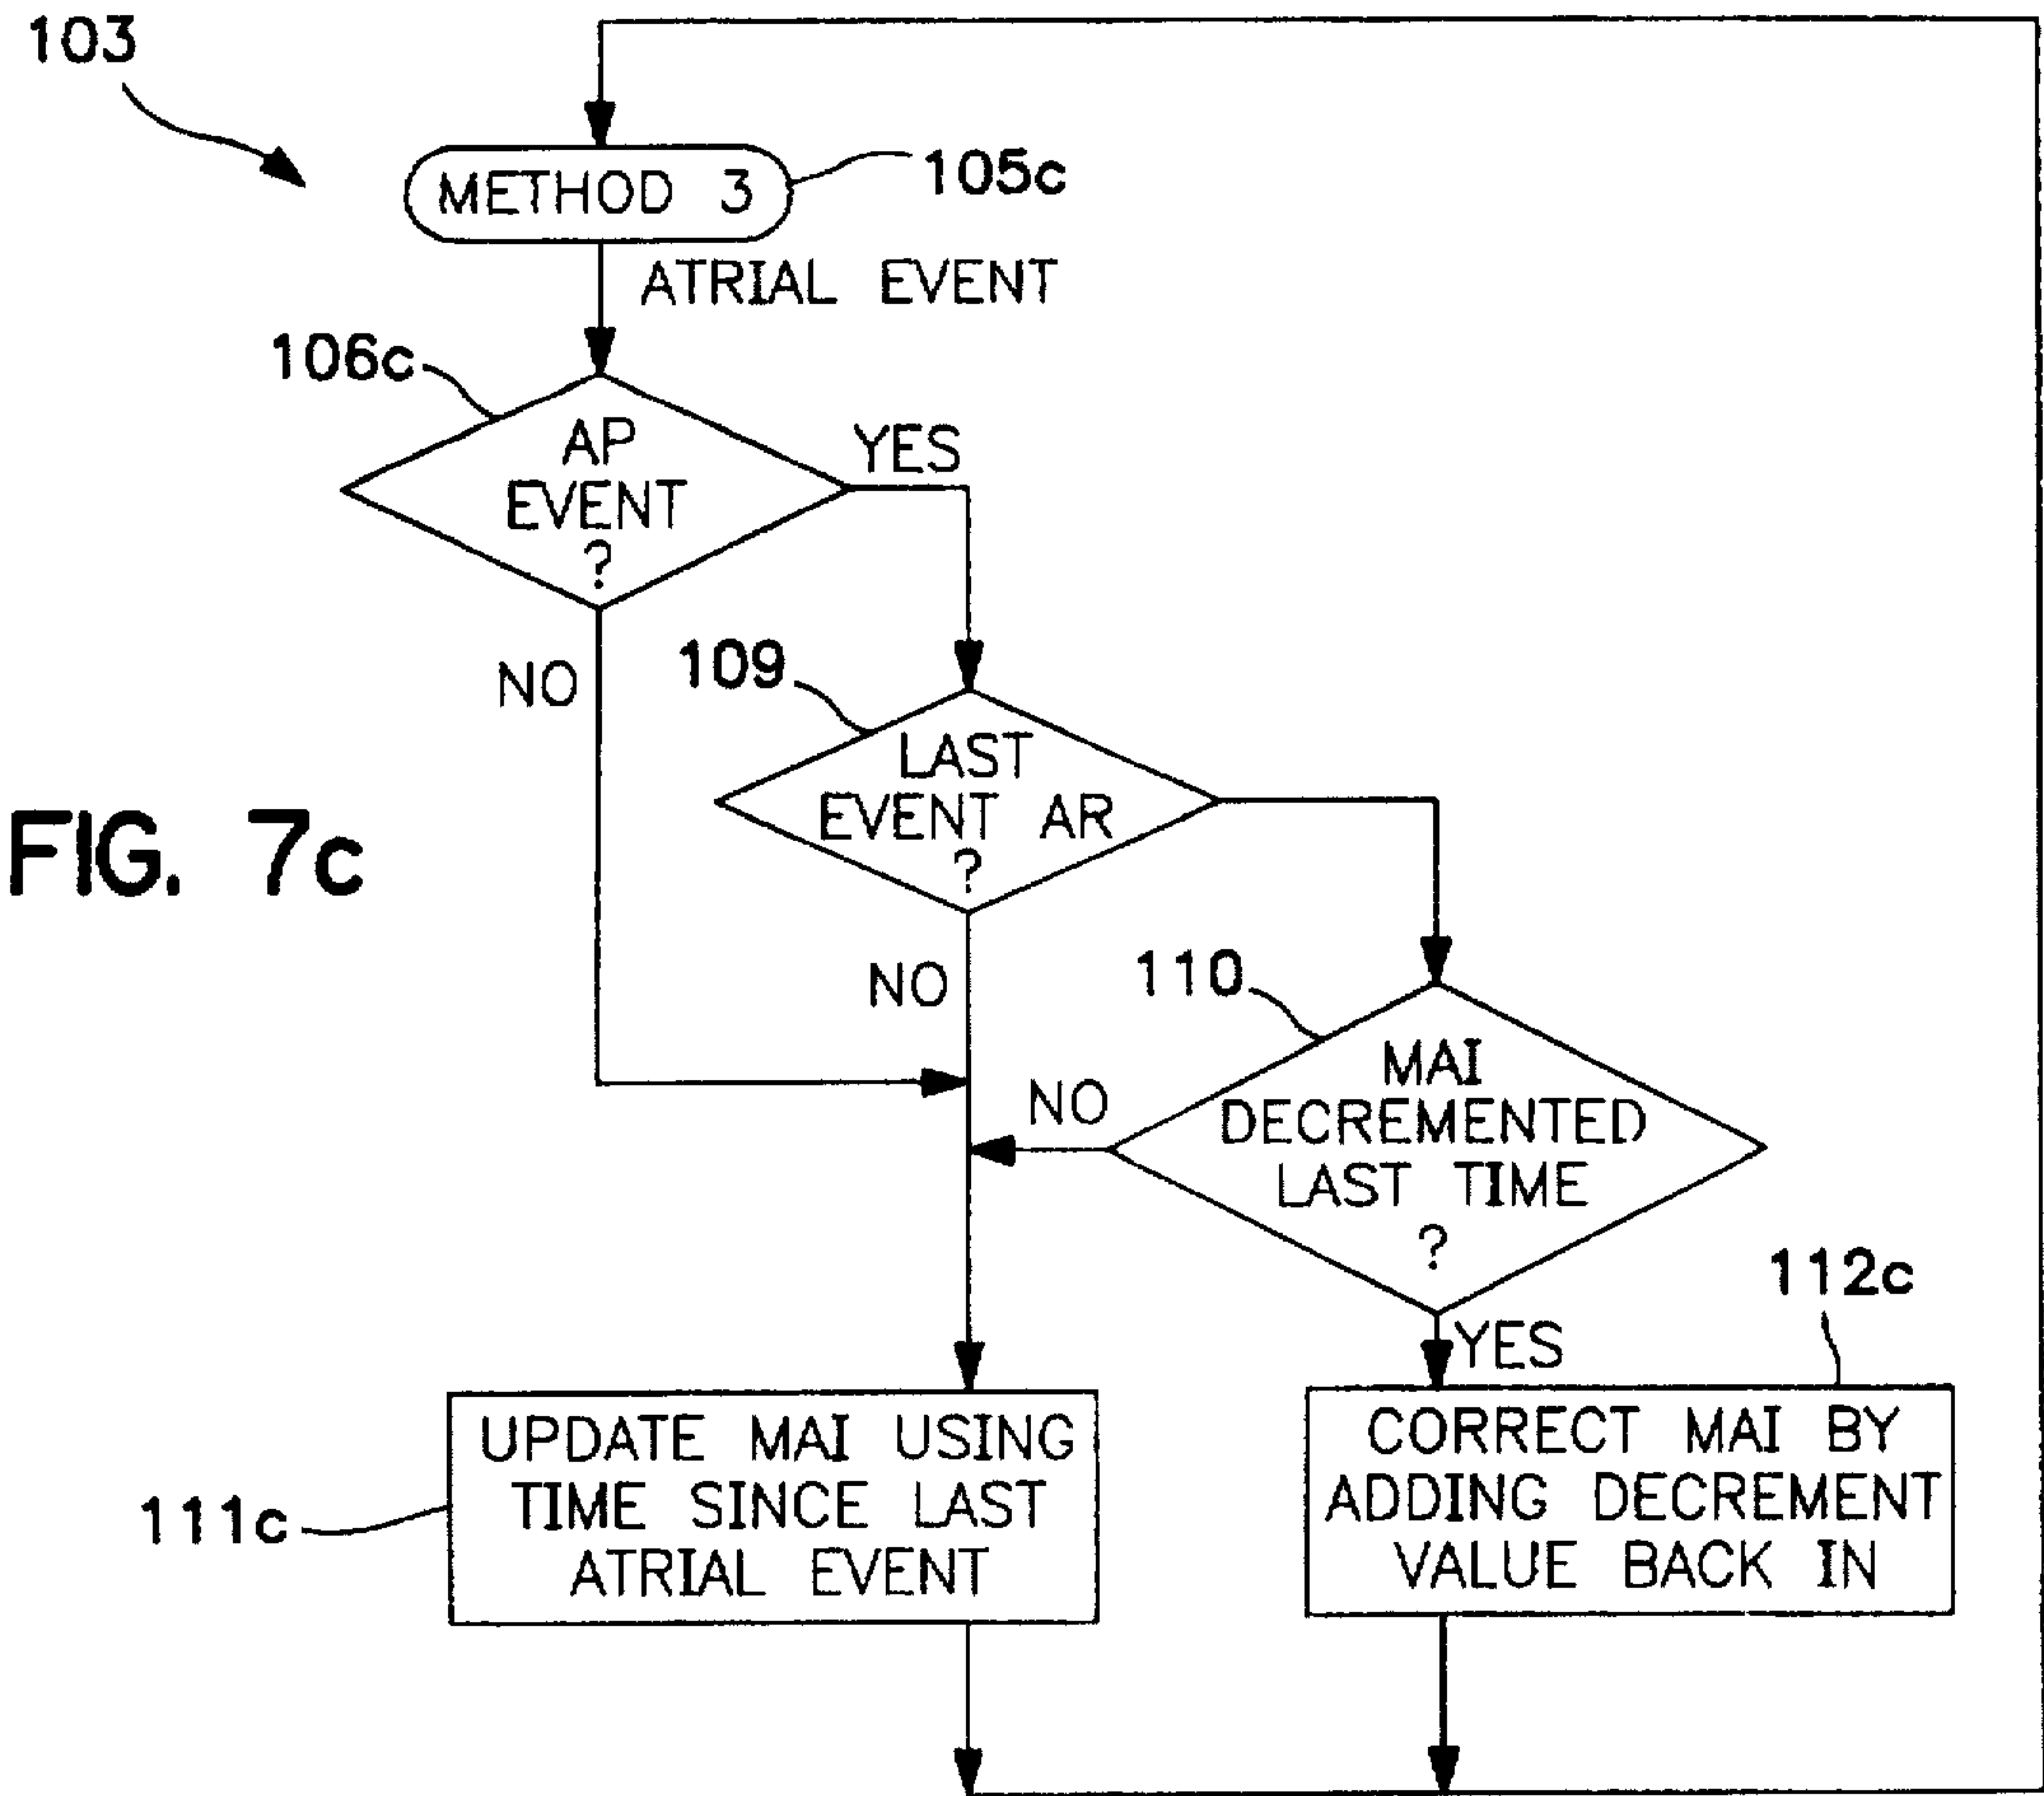 103
METHOD 3
105c
ATRIAL EVENT
106c
AP
EVENT
?
YES
NO
109
LAST
EVENT AR
?
FIG. 7c
NO
110
MAI
DECREMENTED
LAST TIME
?
NO
YES
112c
UPDATE MAI USING
TIME SINCE LAST
ATRIAL EVENT
111c
CORRECT MAI BY
ADDING DECREMENT
VALUE BACK IN